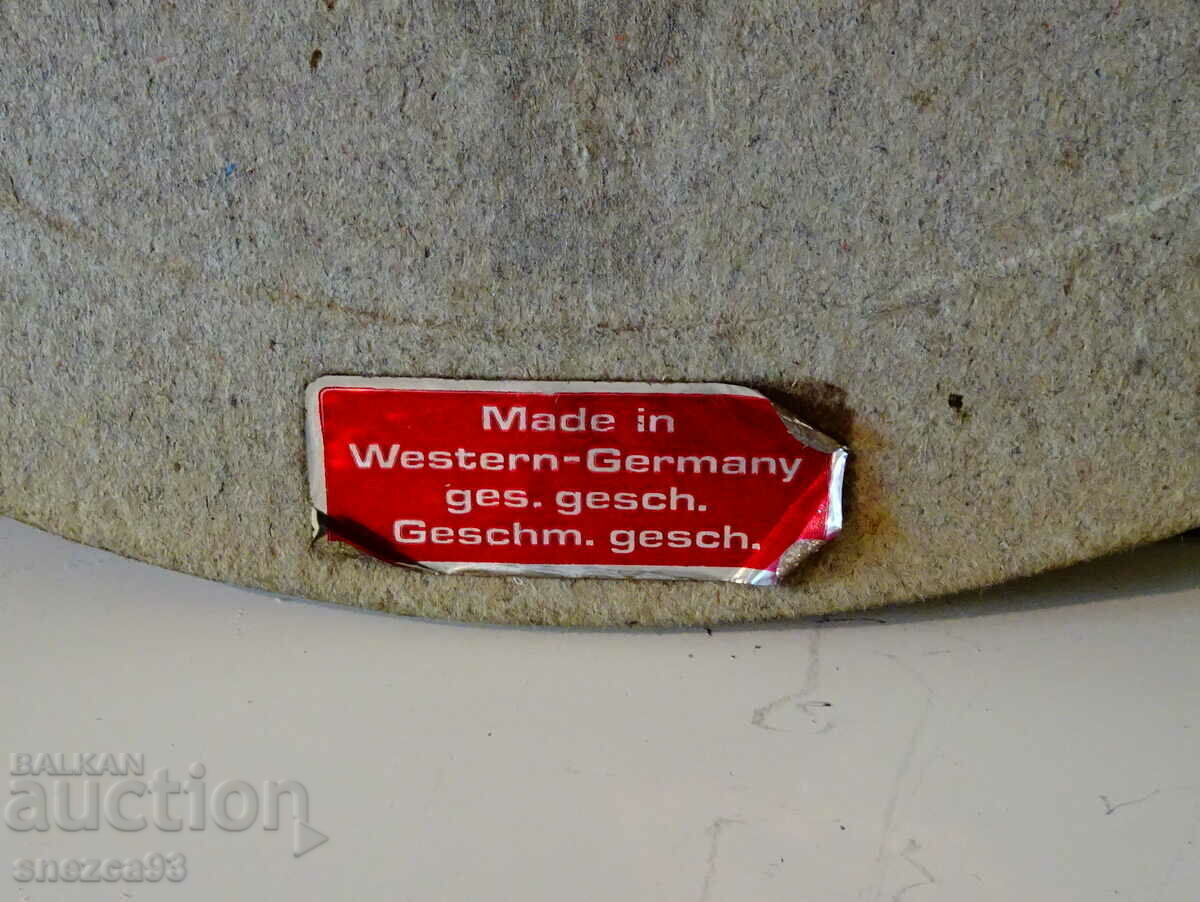 Made in
Western-Germany
ges. gesch.
Geschm. gesch.
BALKAN
auction
snezca93